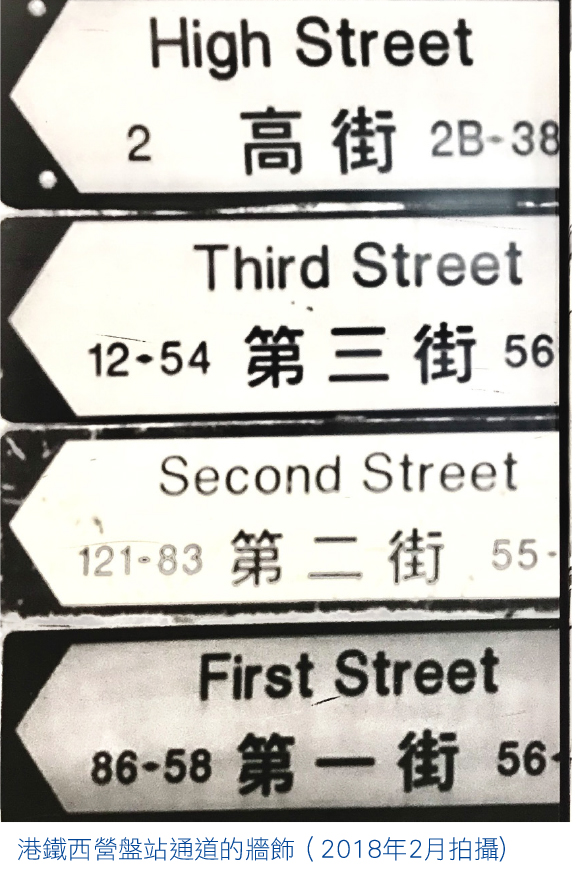 High Street
2 高街 2B-38
Third Street
12-54 第三街 56
Second Street
121-83 第二街 55-
First Street
86-58 第一街 56-
港鐵西營盤站通道的牆飾（2018年2月拍攝)